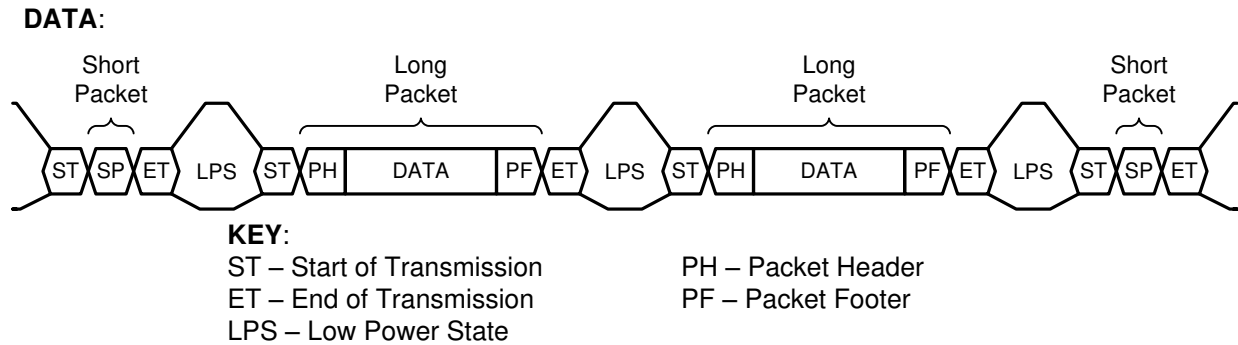 DATA:
Short Packet
Long Packet
Long Packet
Short Packet
ST SP ET LPS ST PH DATA PF ET LPS ST PH DATA PF ET LPS ST SP ET
KEY:
ST – Start of Transmission
ET – End of Transmission
LPS – Low Power State
PH – Packet Header
PF – Packet Footer